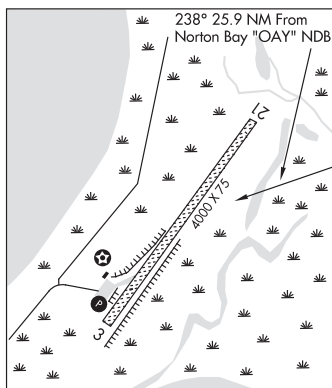 238° 25.9 NM From
Norton Bay "OAY" NDB
21
4000 X 75
P
3